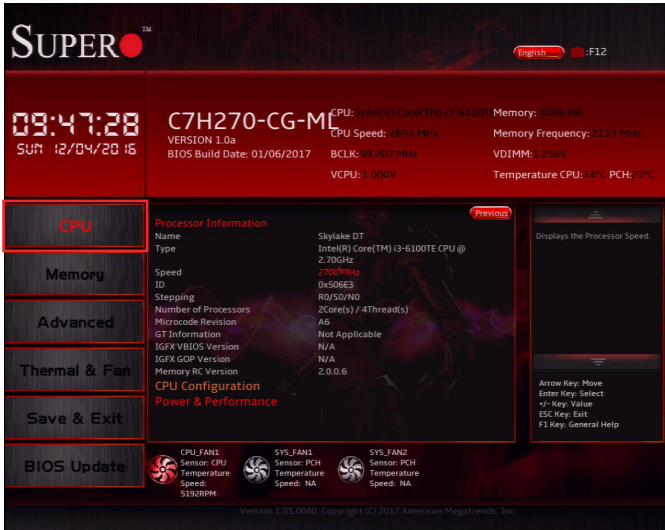 SUPER TM
English :F12
09:47:28
SUN 12/04/2016
C7H270-CG-ML
VERSION 1.0a
BIOS Build Date: 01/06/2017
CPU: Intel(R) Core(TM) i3-6100TE
CPU Speed: 2693 MHz
BCLK: 99.703 MHz
VCPU: 1.000V
Memory: 4096 MB
Memory Frequency: 2133 MHz
VDIMM: 1.256V
Temperature CPU: 34°C PCH: 27°C
CPU
Memory
Advanced
Thermal & Fan
Save & Exit
BIOS Update
Previous
Processor Information
Name Skylake DT
Type Intel(R) Core(TM) i3-6100TE CPU @
2.70GHz
Speed 2700 MHz
ID 0x506E3
Stepping R0/S0/N0
Number of Processors 2Core(s) / 4Thread(s)
Microcode Revision A6
GT Information Not Applicable
IGFX VBIOS Version N/A
IGFX GOP Version N/A
Memory RC Version 2.0.0.6
CPU Configuration
Power & Performance
Displays the Processor Speed.
Arrow Key: Move
Enter Key: Select
+/- Key: Value
ESC Key: Exit
F1 Key: General Help
CPU_FAN1
Sensor: CPU
Temperature
Speed:
5192RPM
SYS_FAN1
Sensor: PCH
Temperature
Speed: NA
SYS_FAN2
Sensor: PCH
Temperature
Speed: NA
Version 1.01.0040. Copyright (C) 2017 American Megatrends, Inc.